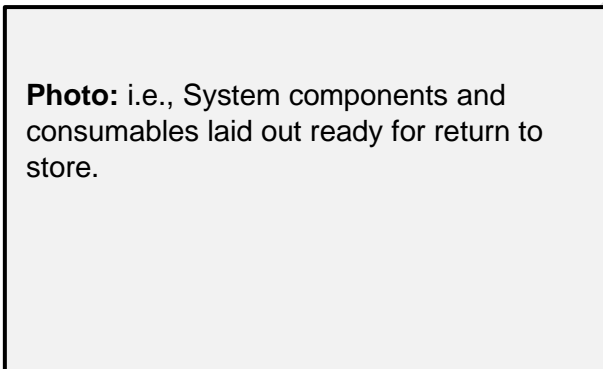 Photo: i.e., System components and
consumables laid out ready for return to
store.